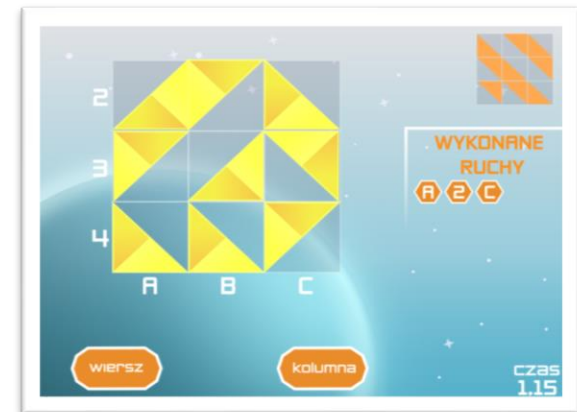 2
3
4
A B C
WYKONANE
RUCHY
A 2 C
wiersz
kolumna
czas
1.15